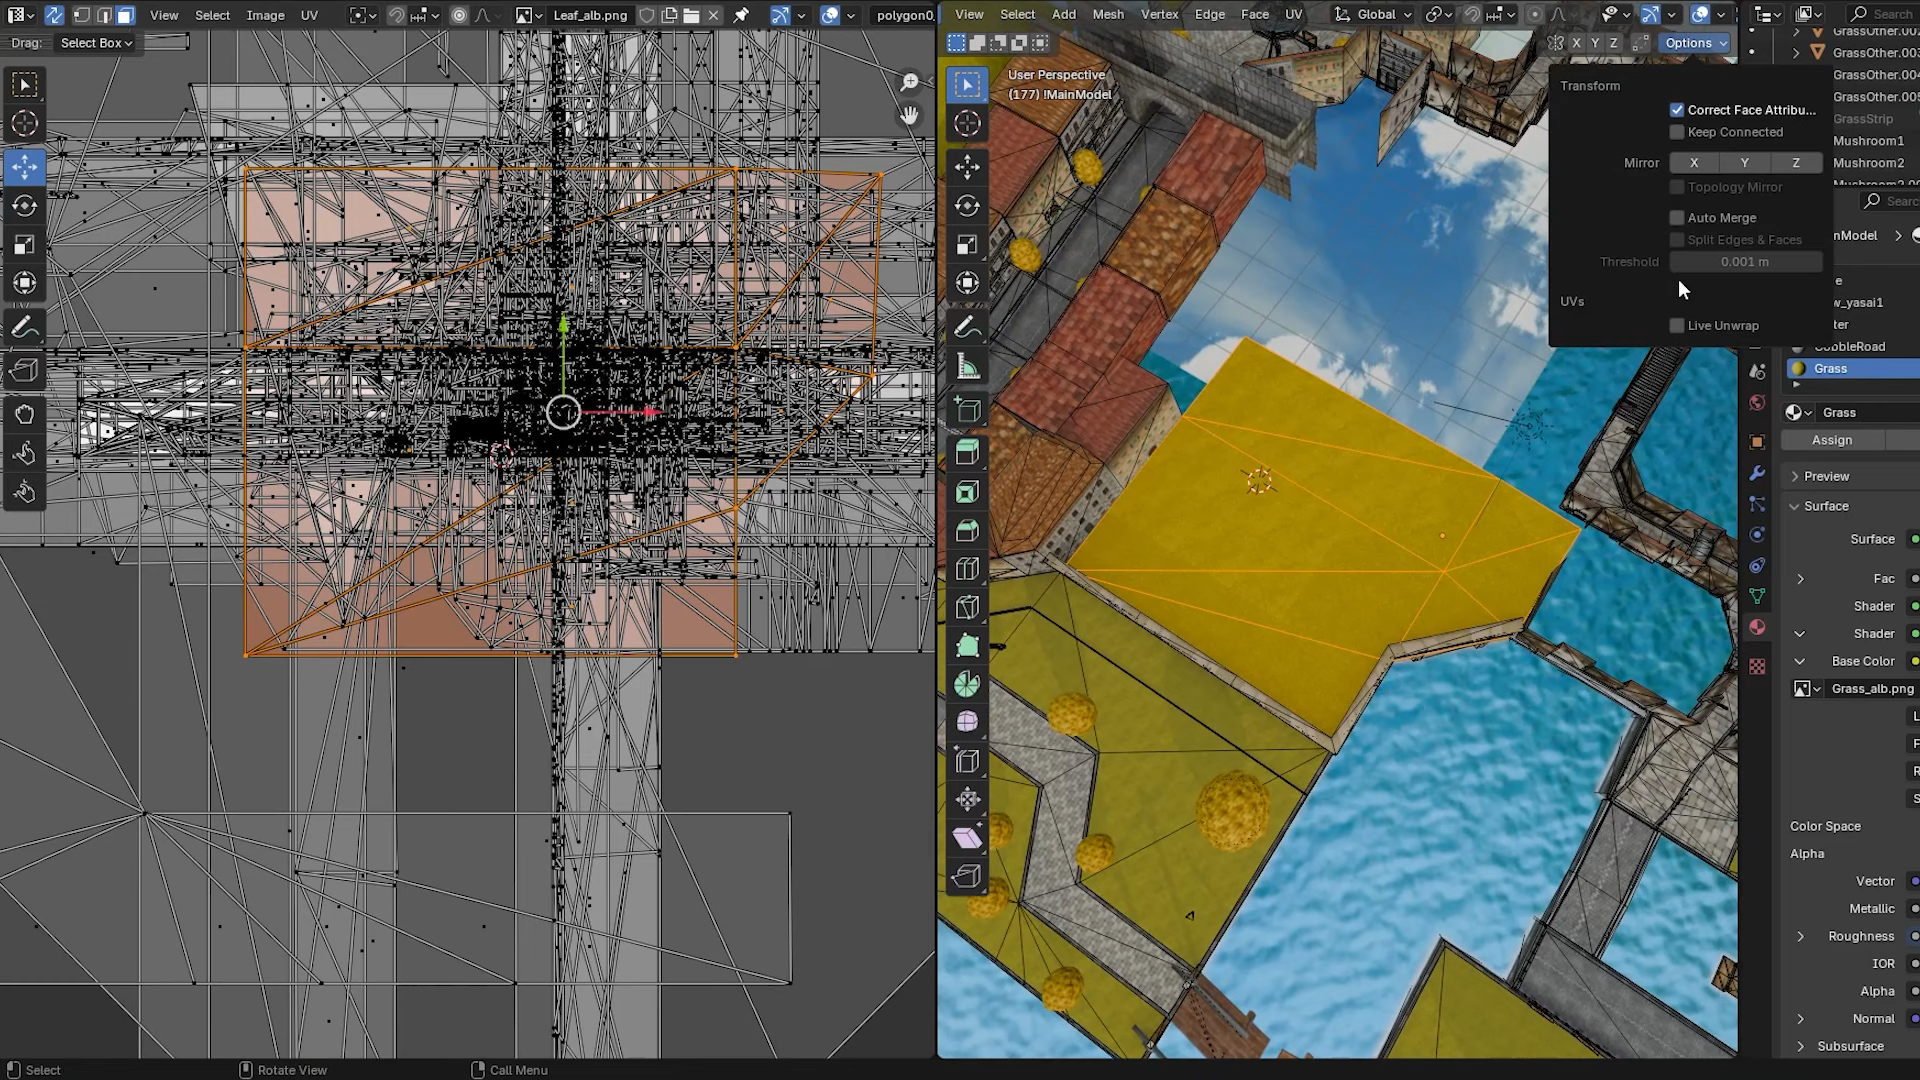 View Select Image UV Leaf_alb.png polygon0_
Drag: Select Box
View Select Add Mesh Vertex Edge Face UV Global
X Y Z Options
User Perspective
(177) !MainModel
Transform
Correct Face Attribu...
Keep Connected
Mirror X Y Z
Topology Mirror
Auto Merge
Split Edges & Faces
Threshold 0.001 m
UVs
Live Unwrap
Search
GrassOther.003
GrassOther.004
GrassOther.005
GrassStrip
Mushroom1
Mushroom2
Searc
nModel
e
w_yasai1
ter
CobbleRoad
Grass
Grass
Assign
Preview
Surface
Surface
Fac
Shader
Shader
Base Color
Grass_alb.png
L
F
R
S
Color Space
Alpha
Vector
Metallic
Roughness
IOR
Alpha
Normal
Subsurface
Select Rotate View Call Menu